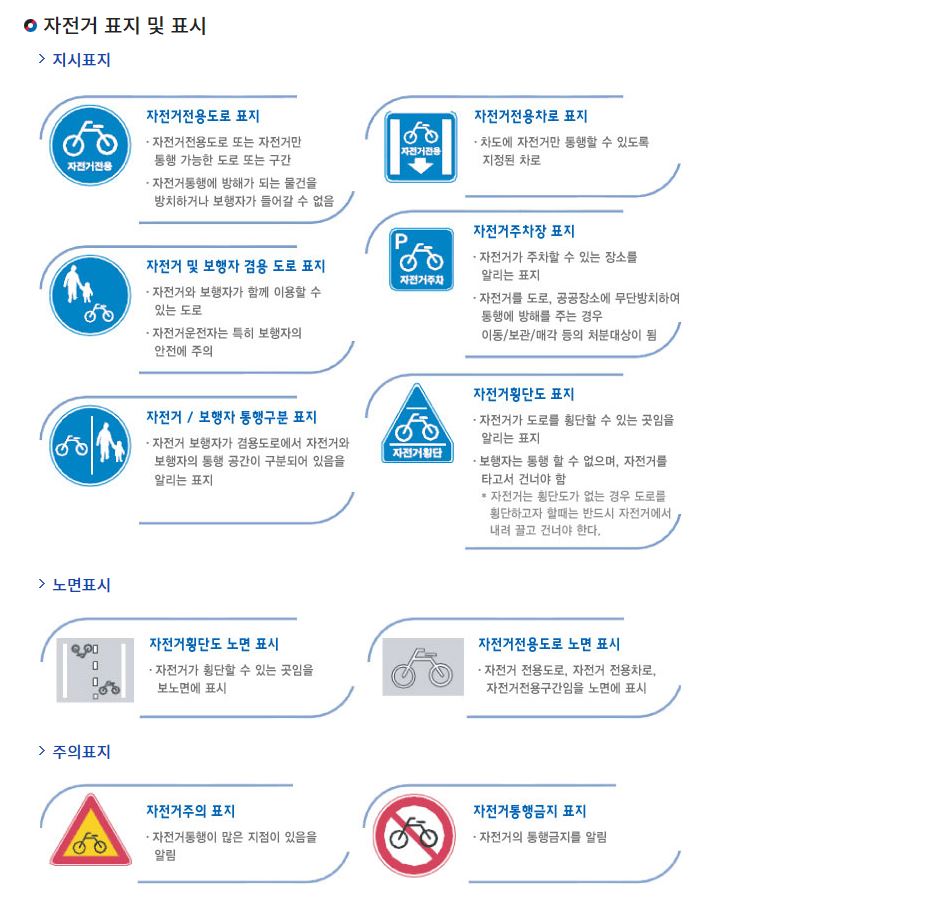 자전거 표지 및 표시
지시표지
자전거전용
자전거전용도로 표지
· 자전거전용도로 또는 자전거만
통행 가능한 도로 또는 구간
· 자전거통행에 방해가 되는 물건을
방치하거나 보행자가 들어갈 수 없음
자전거 및 보행자 겸용 도로 표지
· 자전거와 보행자가 함께 이용할 수
있는 도로
· 자전거운전자는 특히 보행자의
안전에 주의
자전거 / 보행자 통행구분 표지
· 자전거 보행자가 겸용도로에서 자전거와
보행자의 통행 공간이 구분되어 있음을
알리는 표지
자전거전용
자전거전용차로 표지
· 차도에 자전거만 통행할 수 있도록
지정된 차로
P
자전거주차
자전거주차장 표지
· 자전거가 주차할 수 있는 장소를
알리는 표지
· 자전거를 도로, 공공장소에 무단방치하여
통행에 방해를 주는 경우
이동/보관/매각 등의 처분대상이 됨
자전거횡단
자전거횡단도 표지
· 자전거가 도로를 횡단할 수 있는 곳임을
알리는 표지
· 보행자는 통행 할 수 없으며, 자전거를
타고서 건너야 함
* 자전거는 횡단도가 없는 경우 도로를
횡단하고자 할때는 반드시 자전거에서
내려 끌고 건너야 한다.
노면표시
자전거횡단도 노면 표시
· 자전거가 횡단할 수 있는 곳임을
보노면에 표시
자전거전용도로 노면 표시
· 자전거 전용도로, 자전거 전용차로,
자전거전용구간임을 노면에 표시
주의표지
자전거주의 표지
· 자전거통행이 많은 지점이 있음을
알림
자전거통행금지 표지
· 자전거의 통행금지를 알림